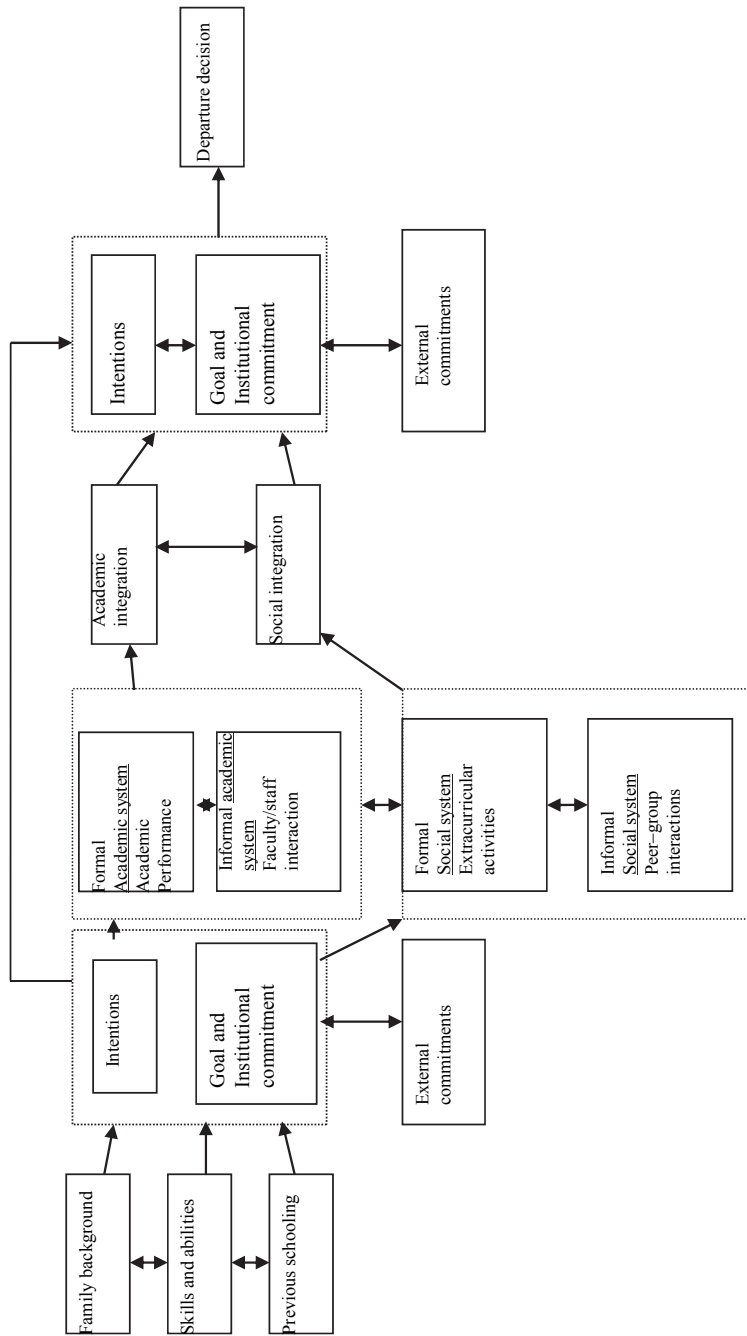 Family background
Skills and abilities
Previous schooling
Intentions
Goal and
Institutional
commitment
External
commitments
Formal
Academic system
Academic
Performance
Informal academic
system
Faculty/staff
interaction
Formal
Social system
Extracurricular
activities
Informal
Social system
Peer–group
interactions
Academic
integration
Social integration
Intentions
Goal and
Institutional
commitment
External
commitments
Departure decision